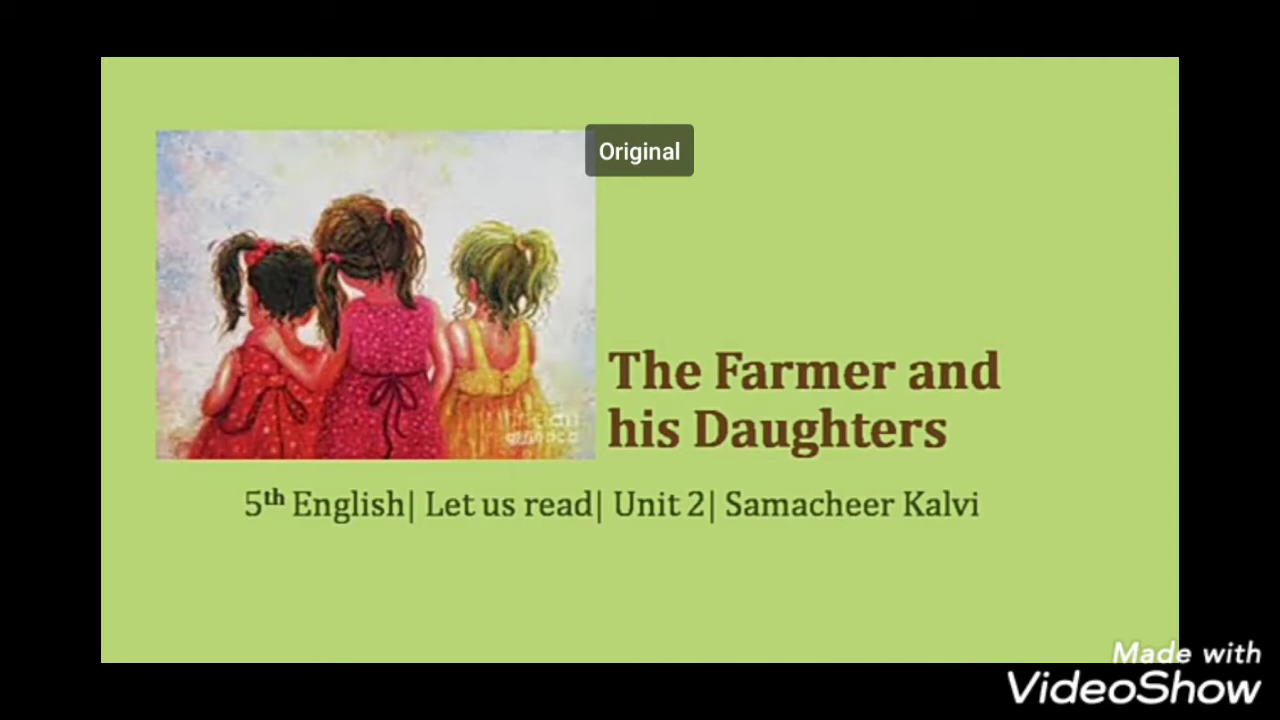 Original
The Farmer and
his Daughters
5th English| Let us read| Unit 2| Samacheer Kalvi
Made with
VideoShow